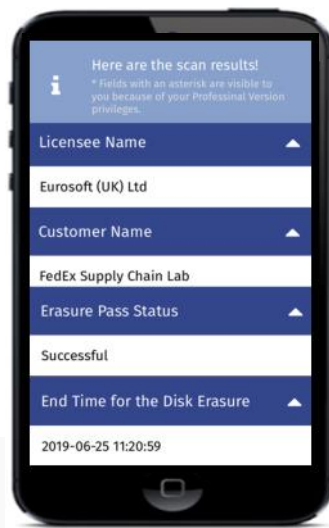 Here are the scan results!
* Fields with an asterisk are visible to
you because of your Professinal Version
privileges.
Licensee Name
Eurosoft (UK) Ltd
Customer Name
FedEx Supply Chain Lab
Erasure Pass Status
Successful
End Time for the Disk Erasure
2019-06-25 11:20:59